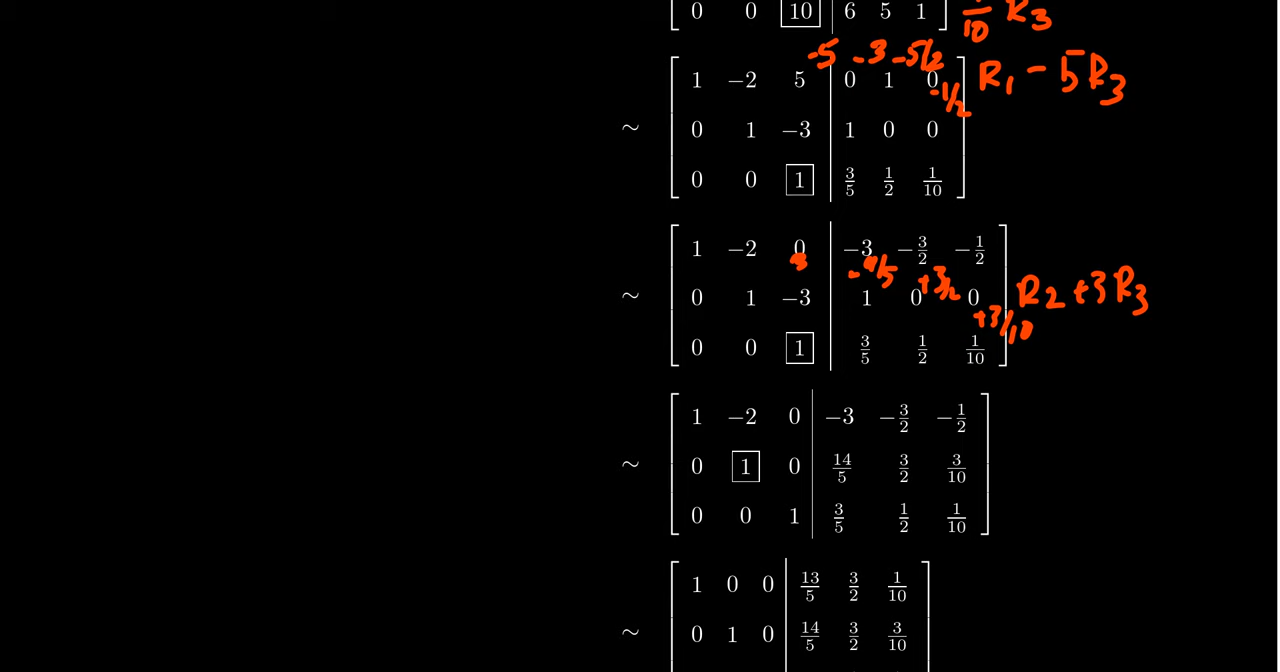 0 0 10 | 6 5 1 ] 1/10 R3
-5 -3 -5/2 -1/2
[ 1 −2 5 | 0 1 0 R1 - 5R3
∼ 0 1 −3 | 1 0 0
0 0 1 | 3/5 1/2 1/10 ]
[ 1 −2 0 | −3 −3/2 −1/2
3 -9/5 +3/2 +3/10
∼ 0 1 −3 | 1 0 0 R2 +3R3
0 0 1 | 3/5 1/2 1/10 ]
[ 1 −2 0 | −3 −3/2 −1/2
∼ 0 1 0 | 14/5 3/2 3/10
0 0 1 | 3/5 1/2 1/10 ]
[ 1 0 0 | 13/5 3/2 1/10
∼ 0 1 0 | 14/5 3/2 3/10